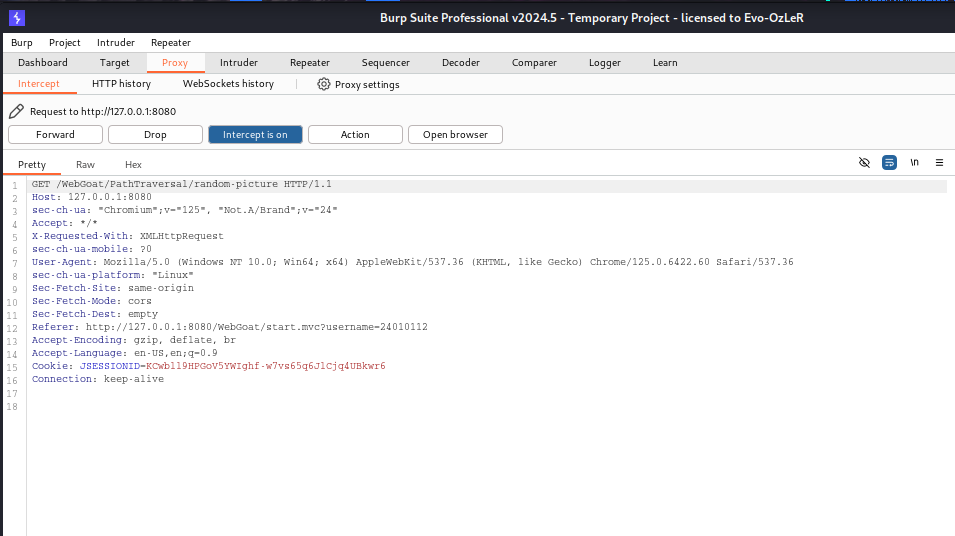 Burp Suite Professional v2024.5 - Temporary Project - licensed to Evo-OzLeR
Burp Project Intruder Repeater
Dashboard Target Proxy Intruder Repeater Sequencer Decoder Comparer Logger Learn
Intercept HTTP history WebSockets history Proxy settings
Request to http://127.0.0.1:8080
Forward Drop Intercept is on Action Open browser
Pretty Raw Hex \n
1 GET /WebGoat/PathTraversal/random-picture HTTP/1.1
2 Host: 127.0.0.1:8080
3 sec-ch-ua: "Chromium";v="125", "Not.A/Brand";v="24"
4 Accept: */*
5 X-Requested-With: XMLHttpRequest
6 sec-ch-ua-mobile: ?0
7 User-Agent: Mozilla/5.0 (Windows NT 10.0; Win64; x64) AppleWebKit/537.36 (KHTML, like Gecko) Chrome/125.0.6422.60 Safari/537.36
8 sec-ch-ua-platform: "Linux"
9 Sec-Fetch-Site: same-origin
10 Sec-Fetch-Mode: cors
11 Sec-Fetch-Dest: empty
12 Referer: http://127.0.0.1:8080/WebGoat/start.mvc?username=24010112
13 Accept-Encoding: gzip, deflate, br
14 Accept-Language: en-US,en;q=0.9
15 Cookie:
16 Connection: keep-alive
17
18